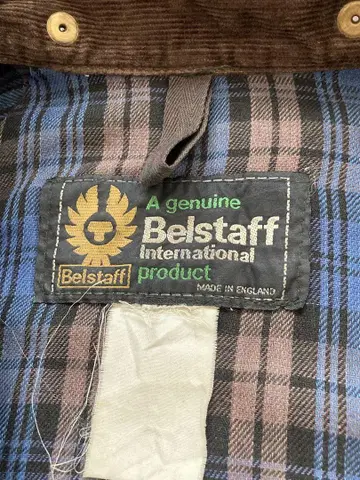 A genuine
Belstaff
International
product
MADE IN ENGLAND
Belstaff